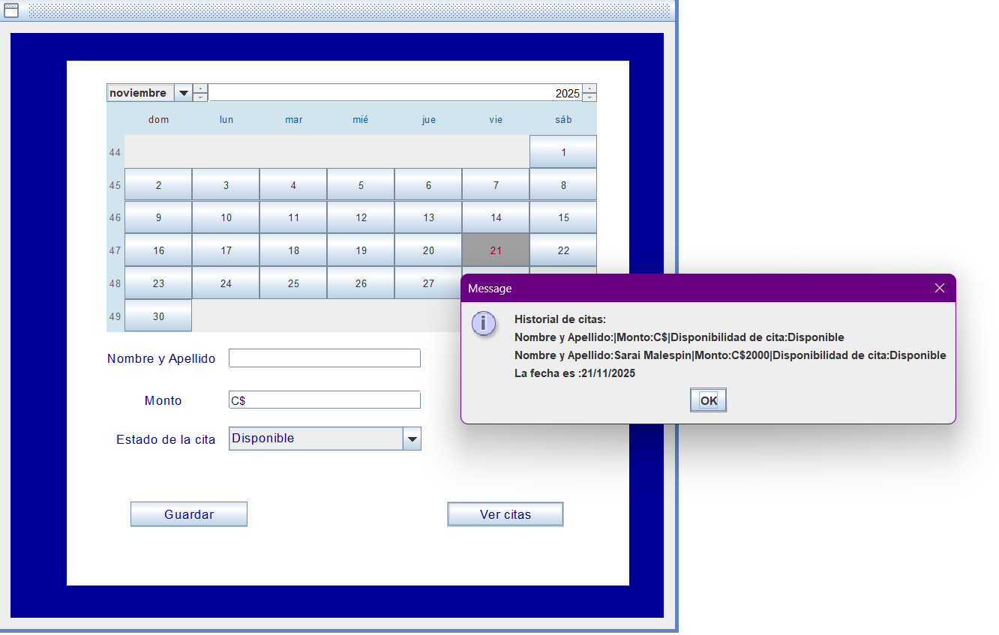 noviembre 2025
dom lun mar mié jue vie sáb
44 1
45 2 3 4 5 6 7 8
46 9 10 11 12 13 14 15
47 16 17 18 19 20 21 22
48 23 24 25 26 27
49 30
Message
Historial de citas:
Nombre y Apellido:|Monto:C$|Disponibilidad de cita:Disponible
Nombre y Apellido:Sarai Malespin|Monto:C$2000|Disponibilidad de cita:Disponible
La fecha es :21/11/2025
OK
Nombre y Apellido
Monto C$
Estado de la cita Disponible
Guardar Ver citas